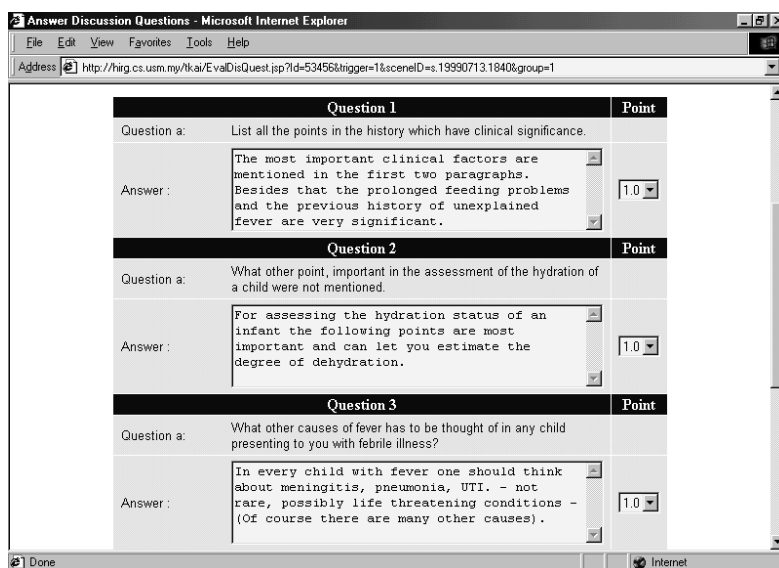 Answer Discussion Questions - Microsoft Internet Explorer
File Edit View Favorites Tools Help
Address http://hirg.cs.usm.my/tkai/EvalDisQuest.jsp?Id=53456&trigger=1&sceneID=s.19990713.1840&group=1
Question 1 Point
Question a: List all the points in the history which have clinical significance.
Answer :
The most important clinical factors are
mentioned in the first two paragraphs.
Besides that the prolonged feeding problems
and the previous history of unexplained
fever are very significant.
1.0
Question 2 Point
Question a:
What other point, important in the assessment of the hydration of
a child were not mentioned.
Answer :
For assessing the hydration status of an
infant the following points are most
important and can let you estimate the
degree of dehydration.
1.0
Question 3 Point
Question a:
What other causes of fever has to be thought of in any child
presenting to you with febrile illness?
Answer :
In every child with fever one should think
about meningitis, pneumonia, UTI. - not
rare, possibly life threatening conditions -
(Of course there are many other causes).
1.0
Done Internet